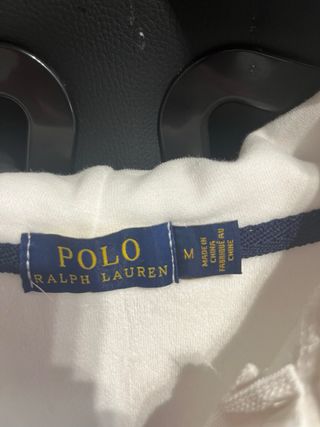 POLO
RALPH LAUREN
M
MADE IN
CHINA
FABRIQUÉ AU
CHINE